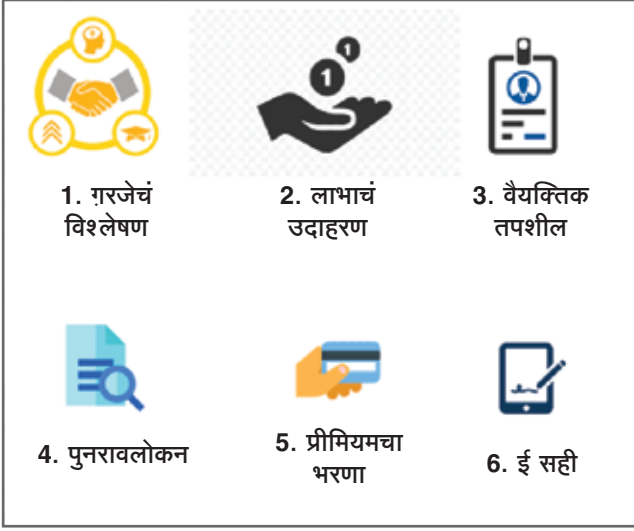 1. ग़रजेचं
विश्लेषण
2. लाभाचं
उदाहरण
3. वैयक्तिक
तपशील
4. पुनरावलोकन
5. प्रीमियमचा
भरणा
6. ई सही